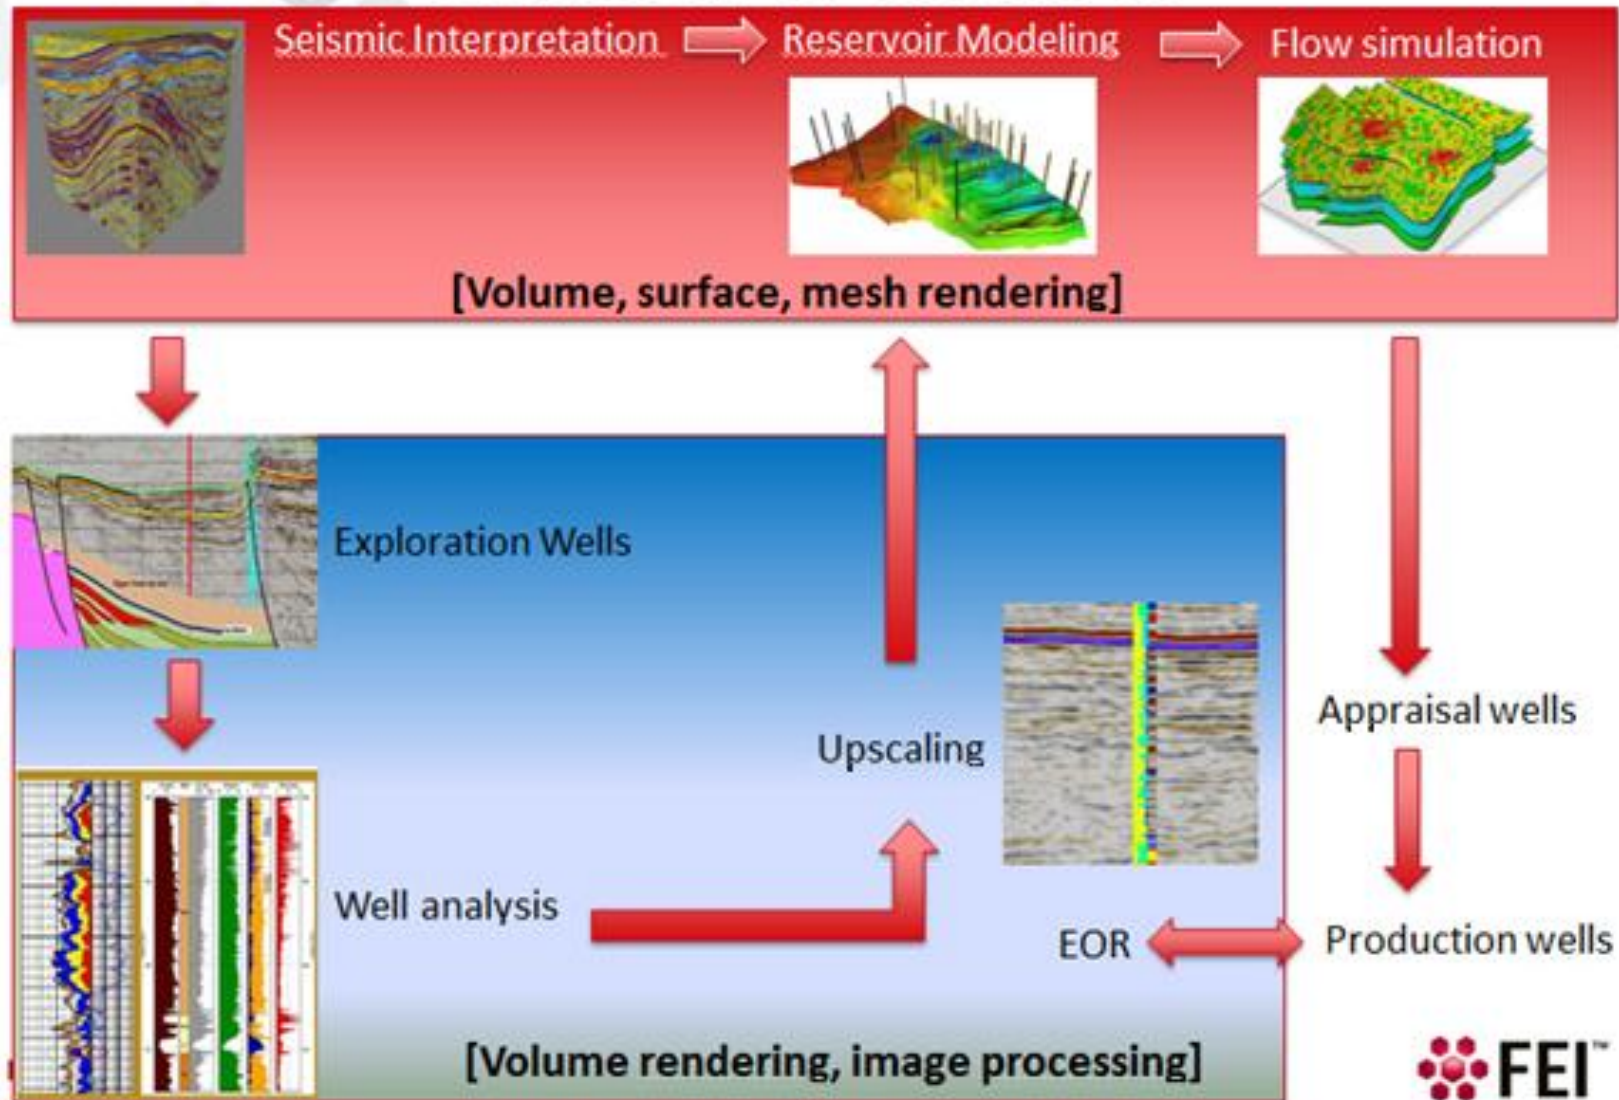 Seismic Interpretation
Reservoir Modeling
Flow simulation
[Volume, surface, mesh rendering]
Exploration Wells
Upscaling
Appraisal wells
Well analysis
EOR
Production wells
[Volume rendering, image processing]
FEI™